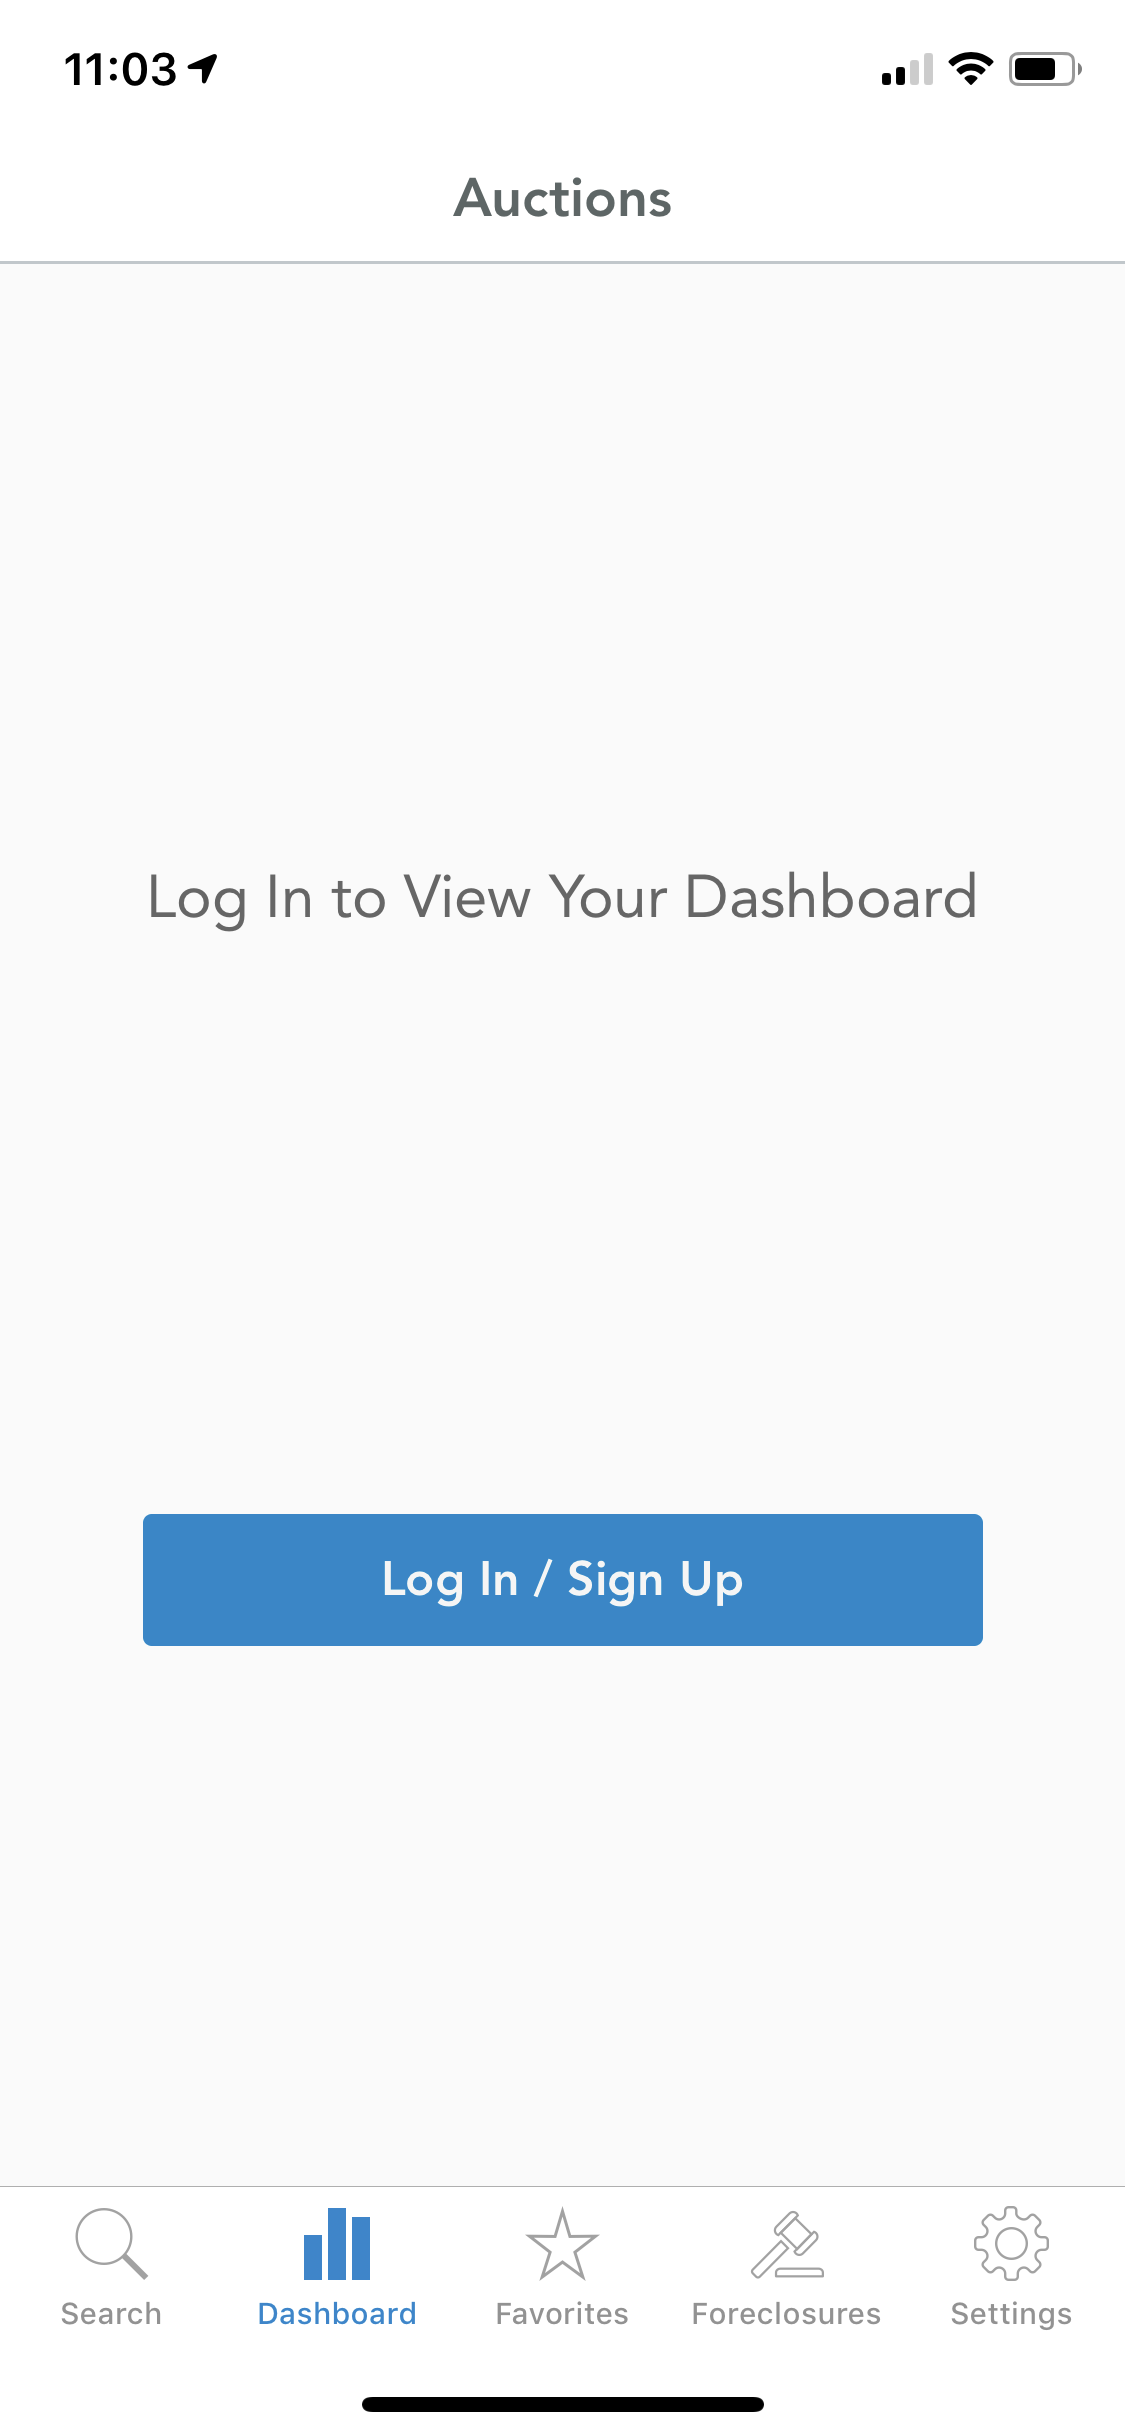 11:03
Auctions
Log In to View Your Dashboard
Log In / Sign Up
Search Dashboard Favorites Foreclosures Settings